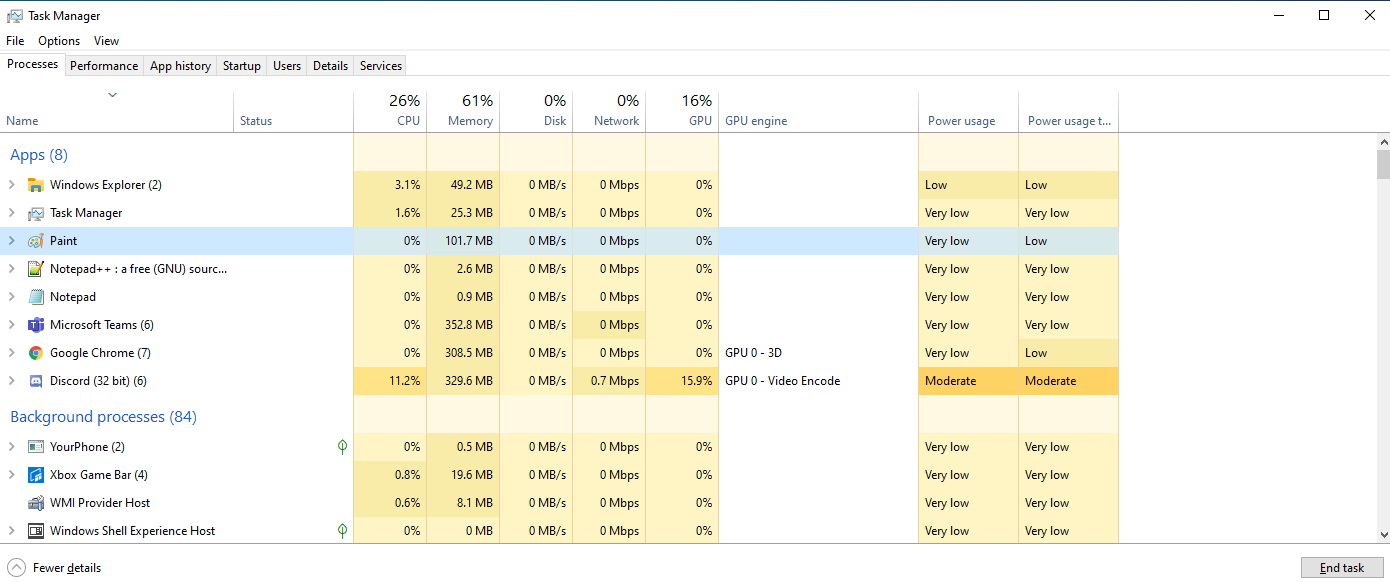 Task Manager
File Options View
Processes Performance App history Startup Users Details Services
26% 61% 0% 0% 16%
Name Status CPU Memory Disk Network GPU GPU engine Power usage Power usage t...
Apps (8)
Windows Explorer (2) 3.1% 49.2 MB 0 MB/s 0 Mbps 0% Low Low
Task Manager 1.6% 25.3 MB 0 MB/s 0 Mbps 0% Very low Very low
Paint 0% 101.7 MB 0 MB/s 0 Mbps 0% Very low Low
Notepad++ : a free (GNU) sourc... 0% 2.6 MB 0 MB/s 0 Mbps 0% Very low Very low
Notepad 0% 0.9 MB 0 MB/s 0 Mbps 0% Very low Very low
Microsoft Teams (6) 0% 352.8 MB 0 MB/s 0 Mbps 0% Very low Very low
Google Chrome (7) 0% 308.5 MB 0 MB/s 0 Mbps 0% GPU 0 - 3D Very low Low
Discord (32 bit) (6) 11.2% 329.6 MB 0 MB/s 0.7 Mbps 15.9% GPU 0 - Video Encode Moderate Moderate
Background processes (84)
YourPhone (2) 0% 0.5 MB 0 MB/s 0 Mbps 0% Very low Very low
Xbox Game Bar (4) 0.8% 19.6 MB 0 MB/s 0 Mbps 0% Very low Very low
WMI Provider Host 0.6% 8.1 MB 0 MB/s 0 Mbps 0% Very low Very low
Windows Shell Experience Host 0% 0 MB 0 MB/s 0 Mbps 0% Very low Very low
Fewer details End task